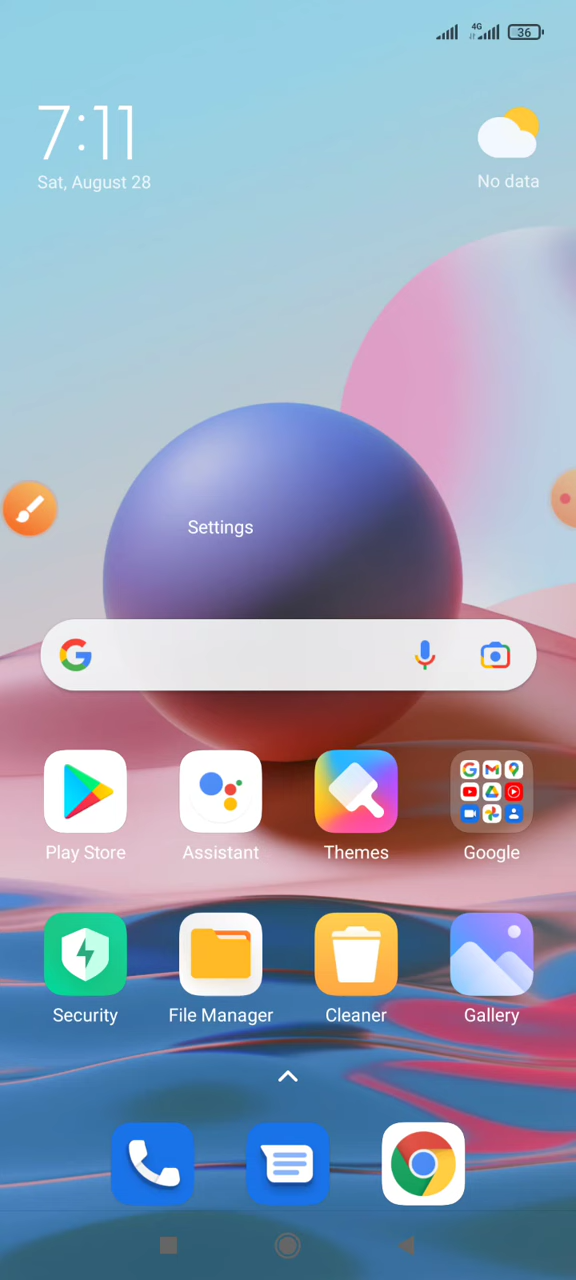 4G
36
7:11
Sat, August 28
No data
Settings
Play Store
Assistant
Themes
Google
Security
File Manager
Cleaner
Gallery